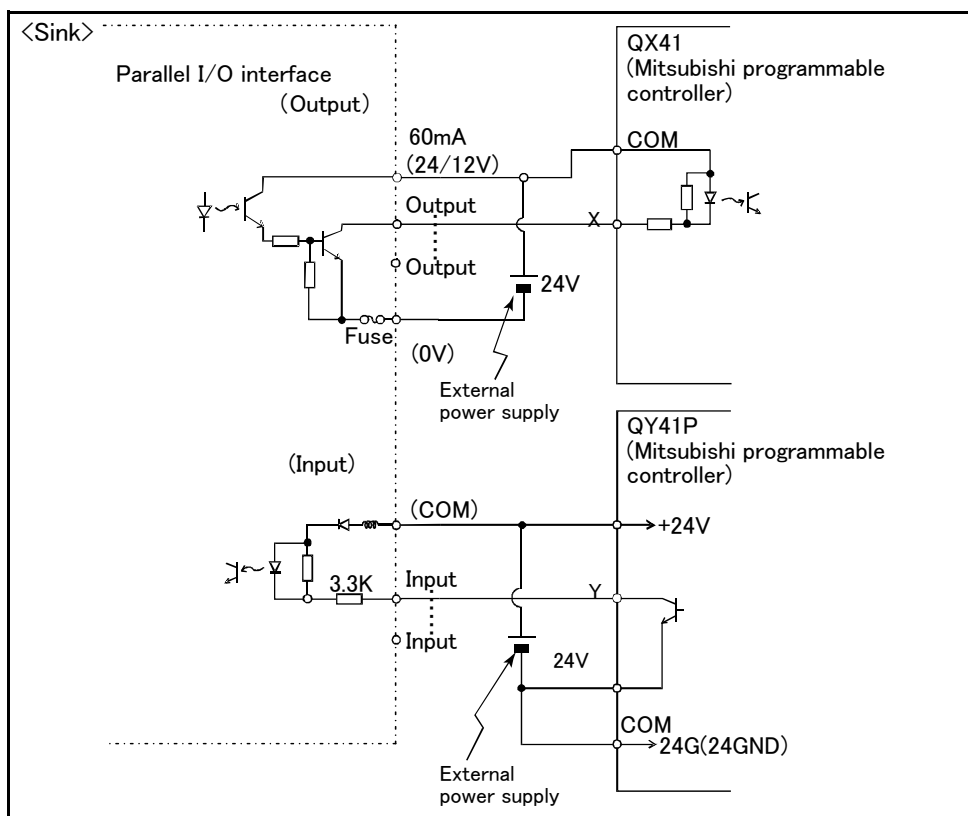 <Sink>
Parallel I/O interface
(Output)
QX41
(Mitsubishi programmable
controller)
60mA
(24/12V)
COM
Output
X
Output
24V
Fuse
(0V)
External
power supply
QY41P
(Mitsubishi programmable
controller)
(Input)
(COM)
+24V
3.3K
Input
Y
Input
24V
COM
24G(24GND)
External
power supply